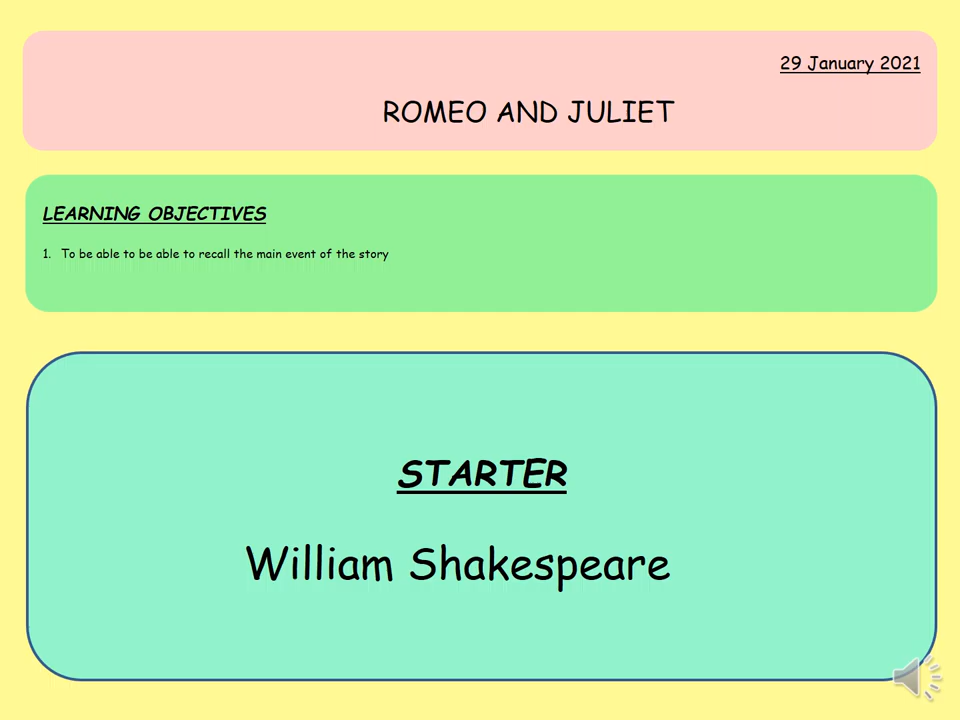 29 January 2021
ROMEO AND JULIET
LEARNING OBJECTIVES
1. To be able to be able to recall the main event of the story
STARTER
William Shakespeare